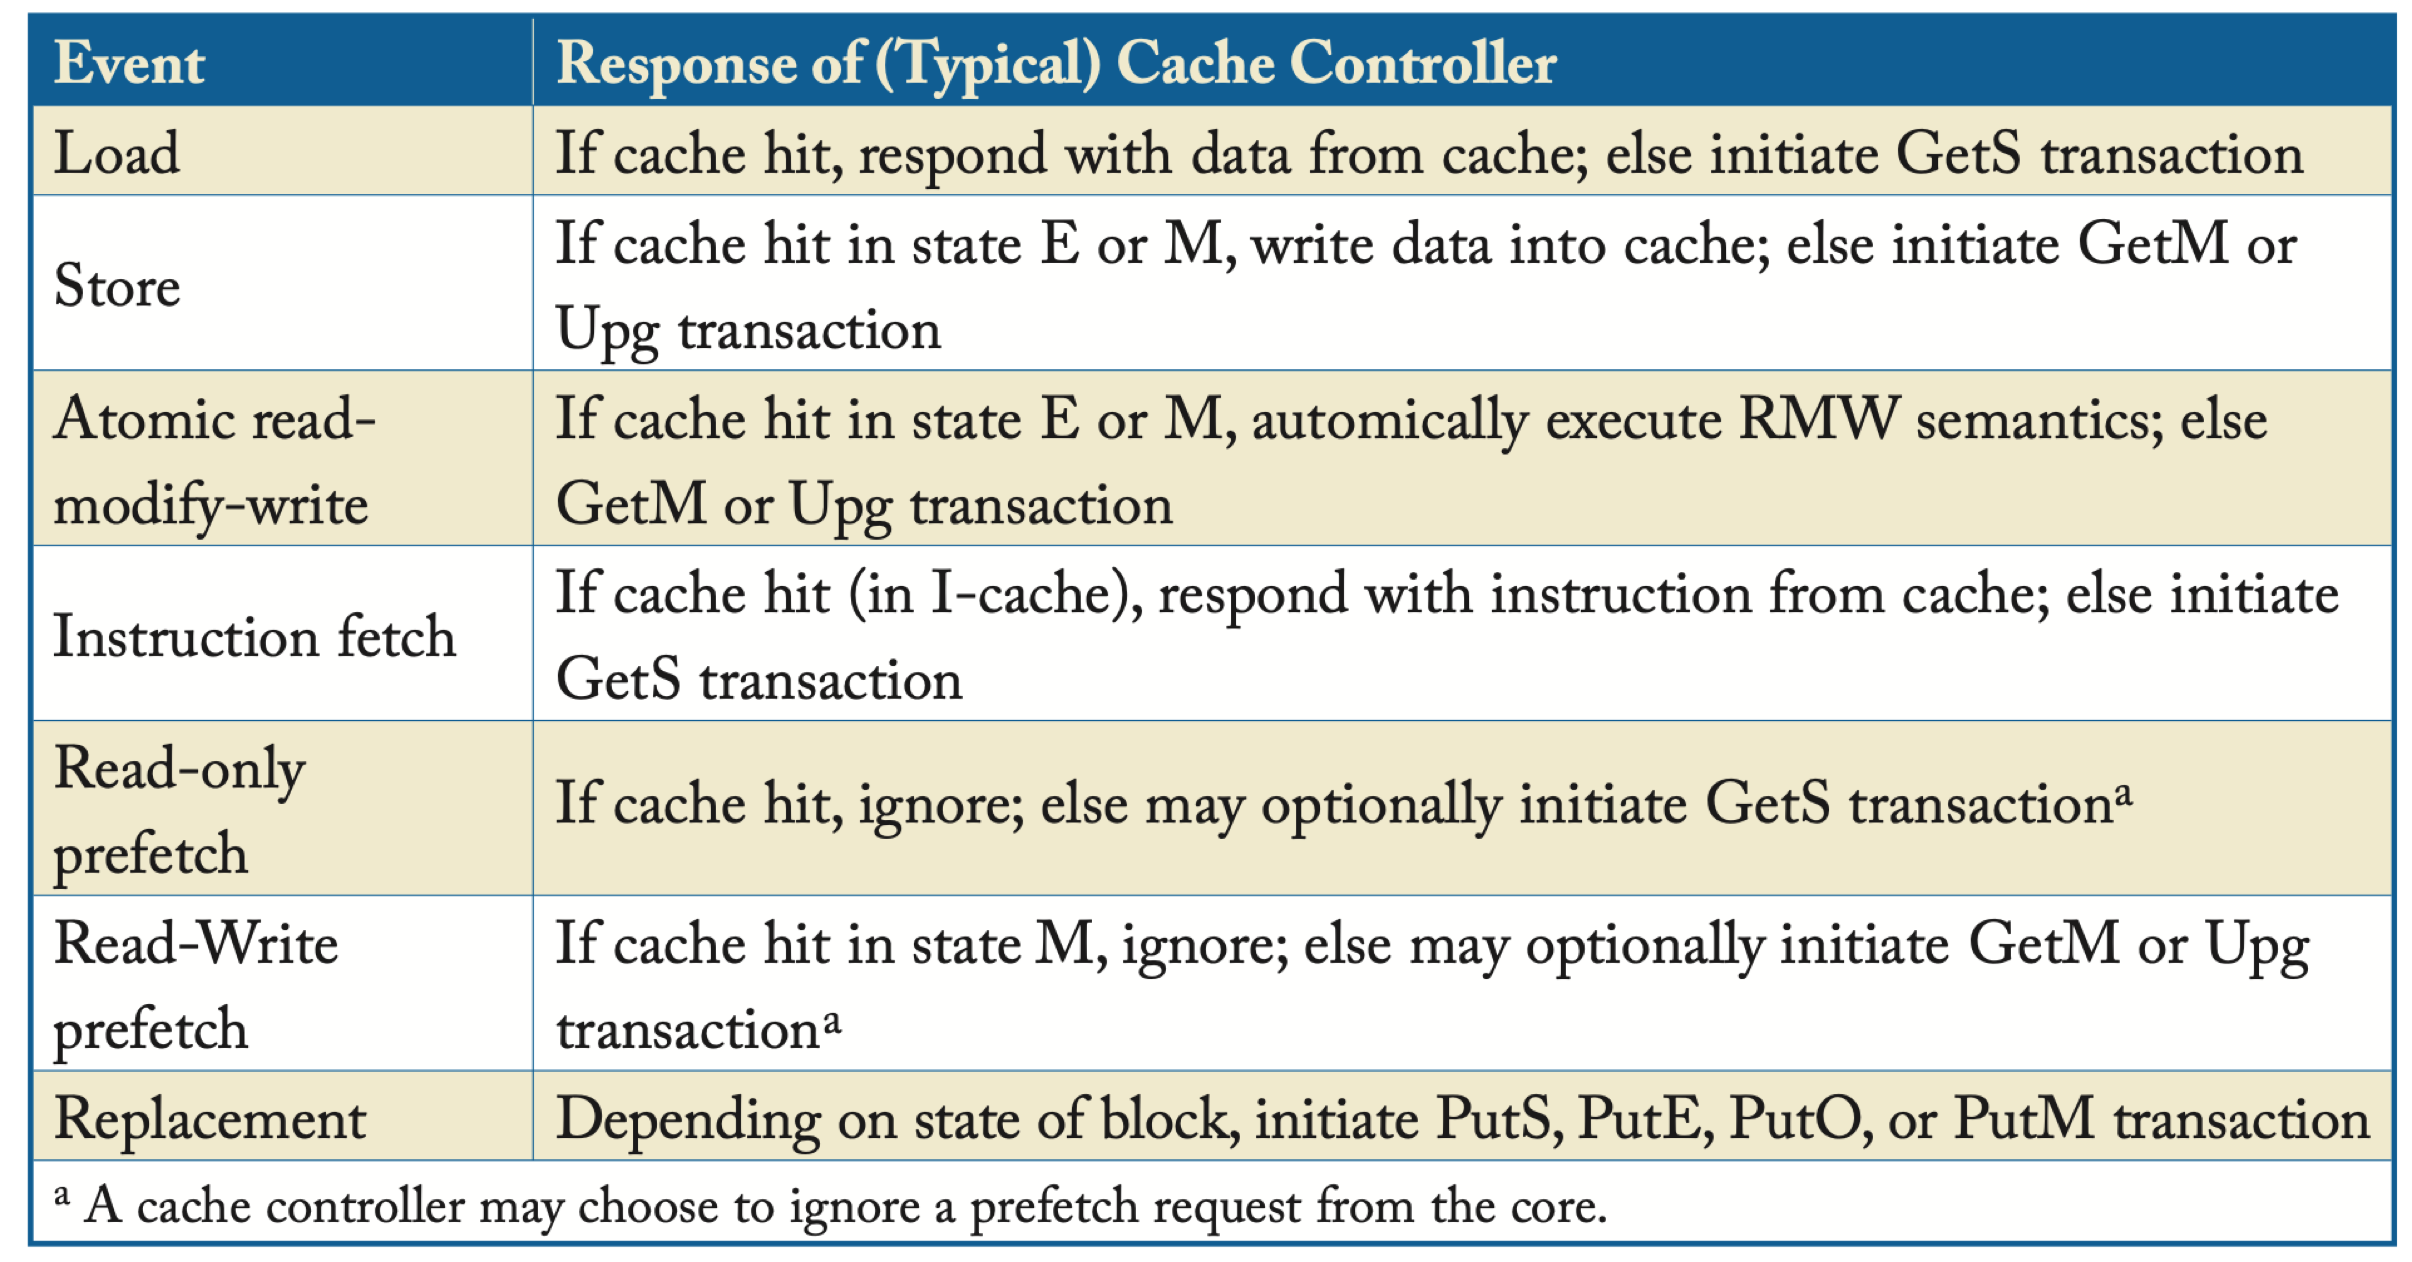 Event Response of (Typical) Cache Controller
Load If cache hit, respond with data from cache; else initiate GetS transaction
Store If cache hit in state E or M, write data into cache; else initiate GetM or
Upg transaction
Atomic read- If cache hit in state E or M, automically execute RMW semantics; else
modify-write GetM or Upg transaction
Instruction fetch If cache hit (in I-cache), respond with instruction from cache; else initiate
GetS transaction
Read-only
prefetch If cache hit, ignore; else may optionally initiate GetS transactionᵃ
Read-Write If cache hit in state M, ignore; else may optionally initiate GetM or Upg
prefetch transactionᵃ
Replacement Depending on state of block, initiate PutS, PutE, PutO, or PutM transaction
ᵃ A cache controller may choose to ignore a prefetch request from the core.